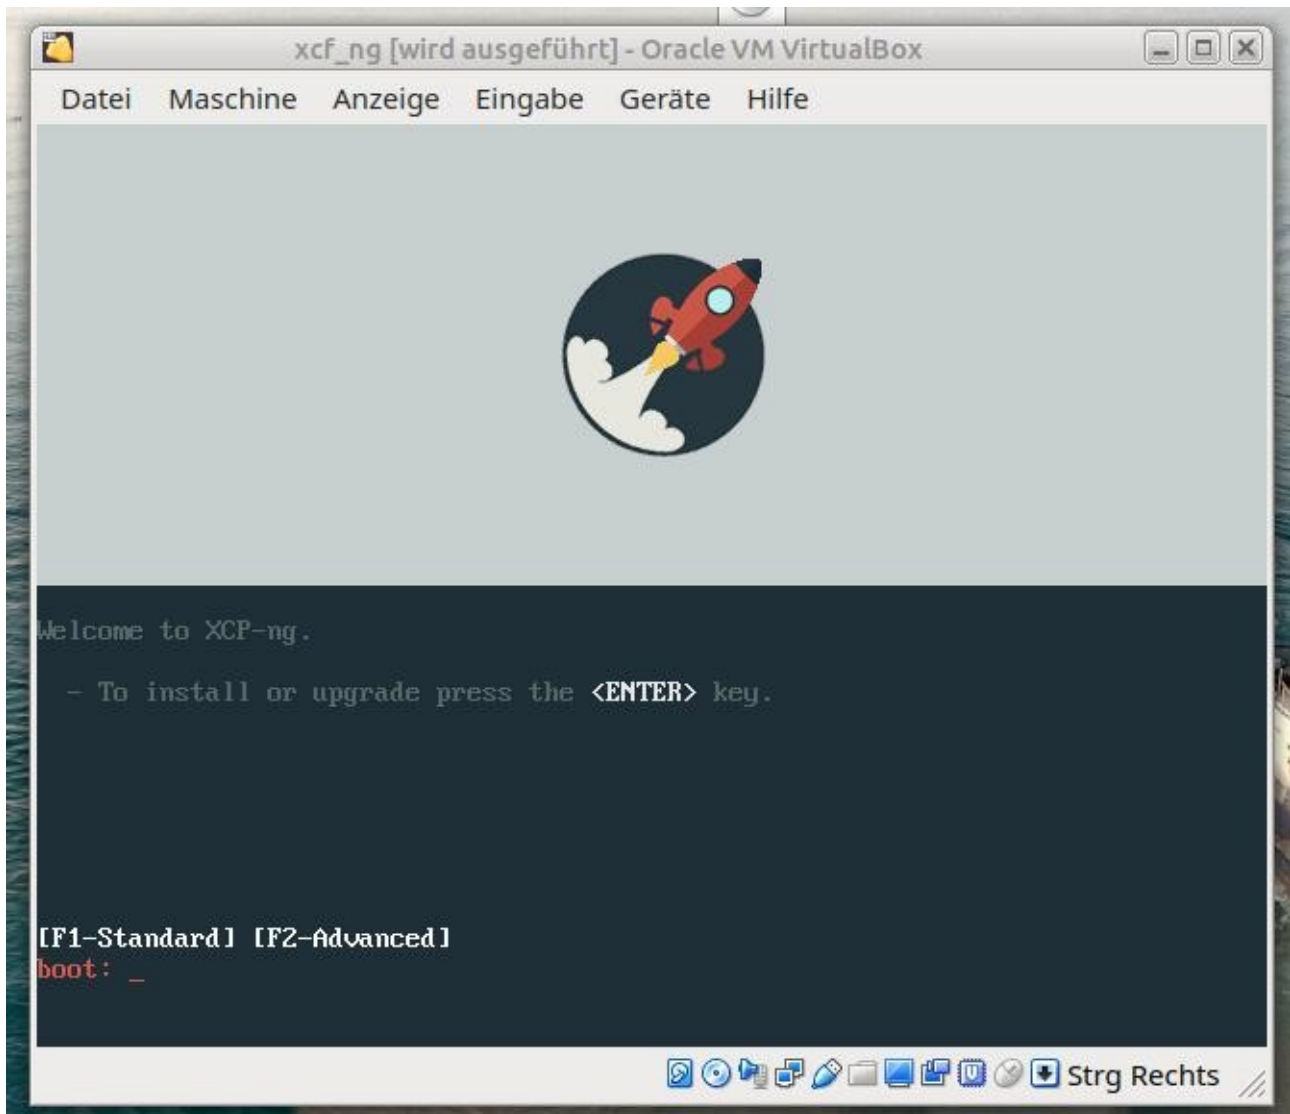 xcf_ng [wird ausgeführt] - Oracle VM VirtualBox
Datei Maschine Anzeige Eingabe Geräte Hilfe
Welcome to XCP-ng.
- To install or upgrade press the <ENTER> key.
[F1-Standard] [F2-Advanced]
boot: _
Strg Rechts